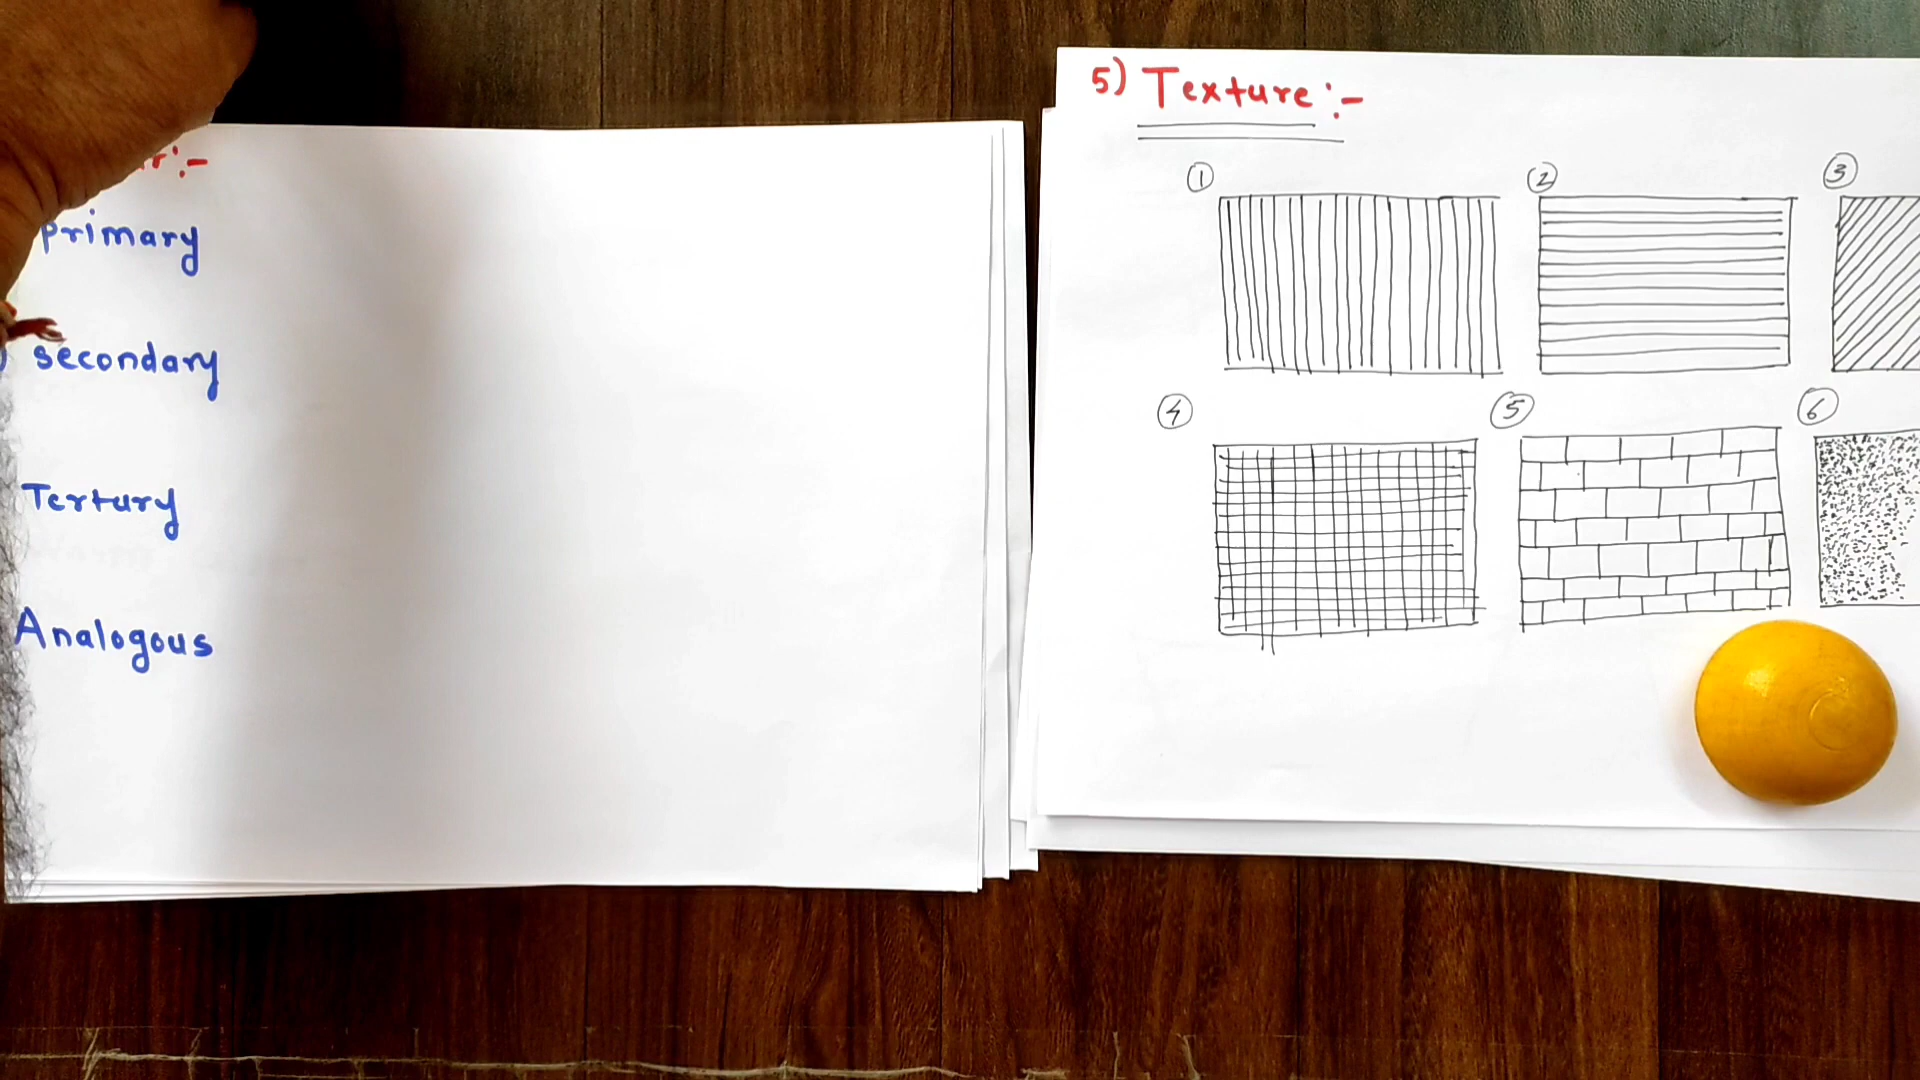 primary
secondary
Tertury
Analogous
5) Texture :-
1 2 3
4 5 6